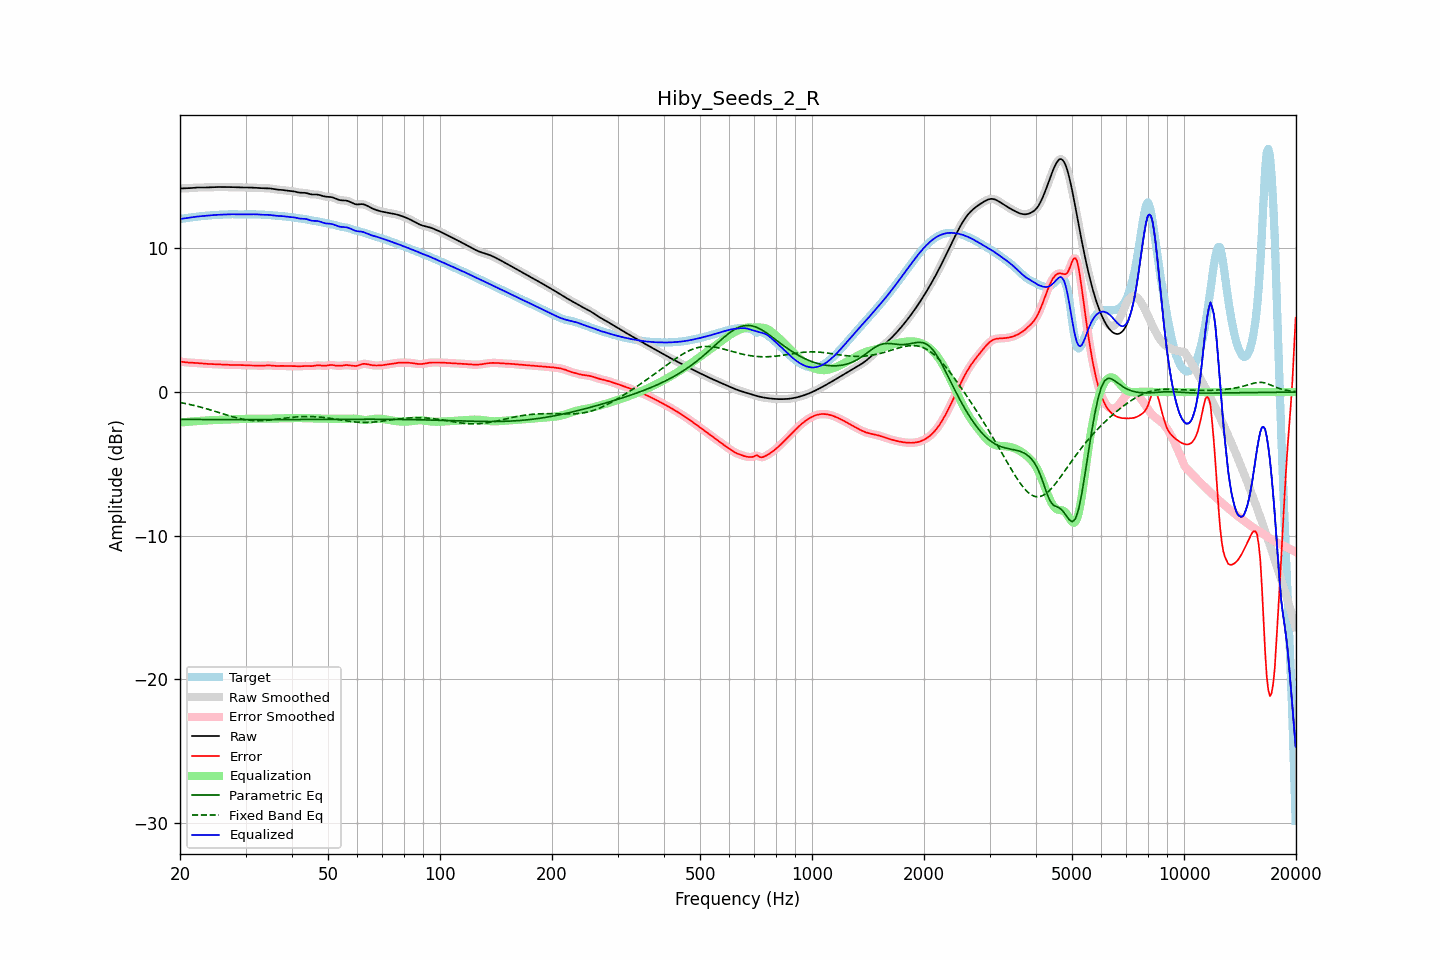 Hiby_Seeds_2_R
Amplitude (dBr)
10
0
−10
−20
−30
Target
Raw Smoothed
Error Smoothed
Raw
Error
Equalization
Parametric Eq
Fixed Band Eq
Equalized
20 50 100 200 500 1000 2000 5000 10000 20000
Frequency (Hz)